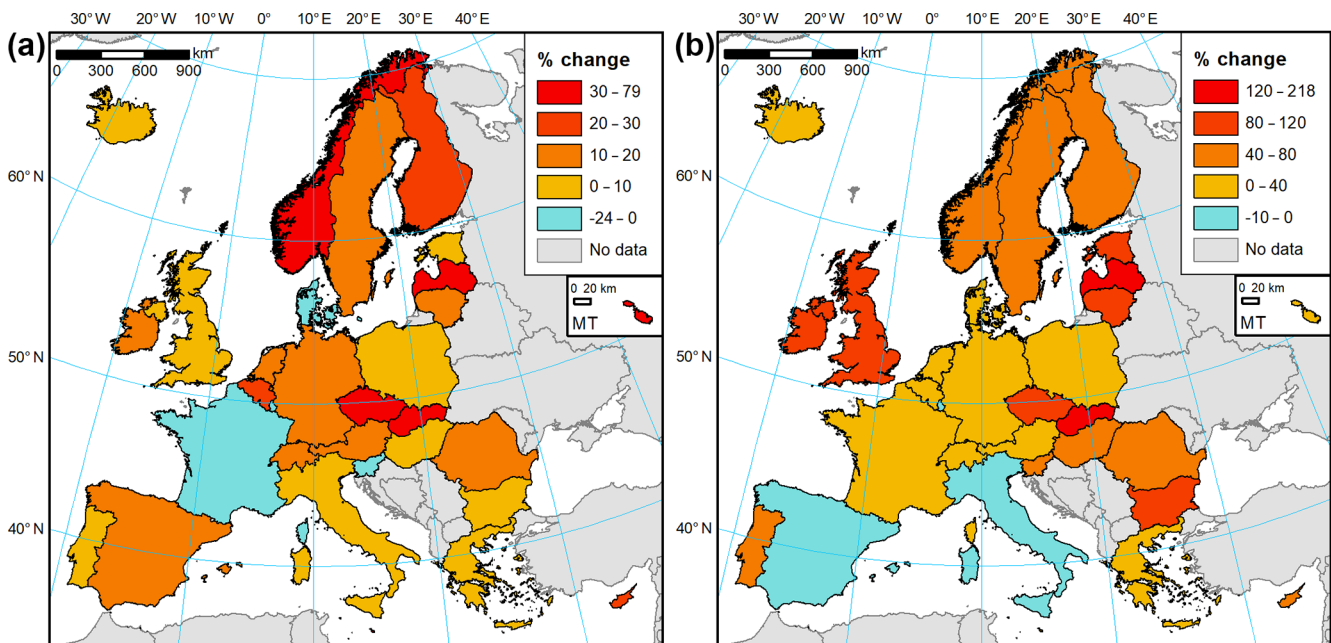 30°W 20°W 10°W 0° 10°E 20°E 30°E 40°E
(a)
km
0 300 600 900
% change
30 – 79
20 – 30
10 – 20
0 – 10
-24 – 0
No data
0 20 km
MT
60° N
50° N
40° N
30°W 20°W 10°W 0° 10°E 20°E 30°E 40°E
(b)
km
0 300 600 900
% change
120 – 218
80 – 120
40 – 80
0 – 40
-10 – 0
No data
0 20 km
MT
60° N
50° N
40° N